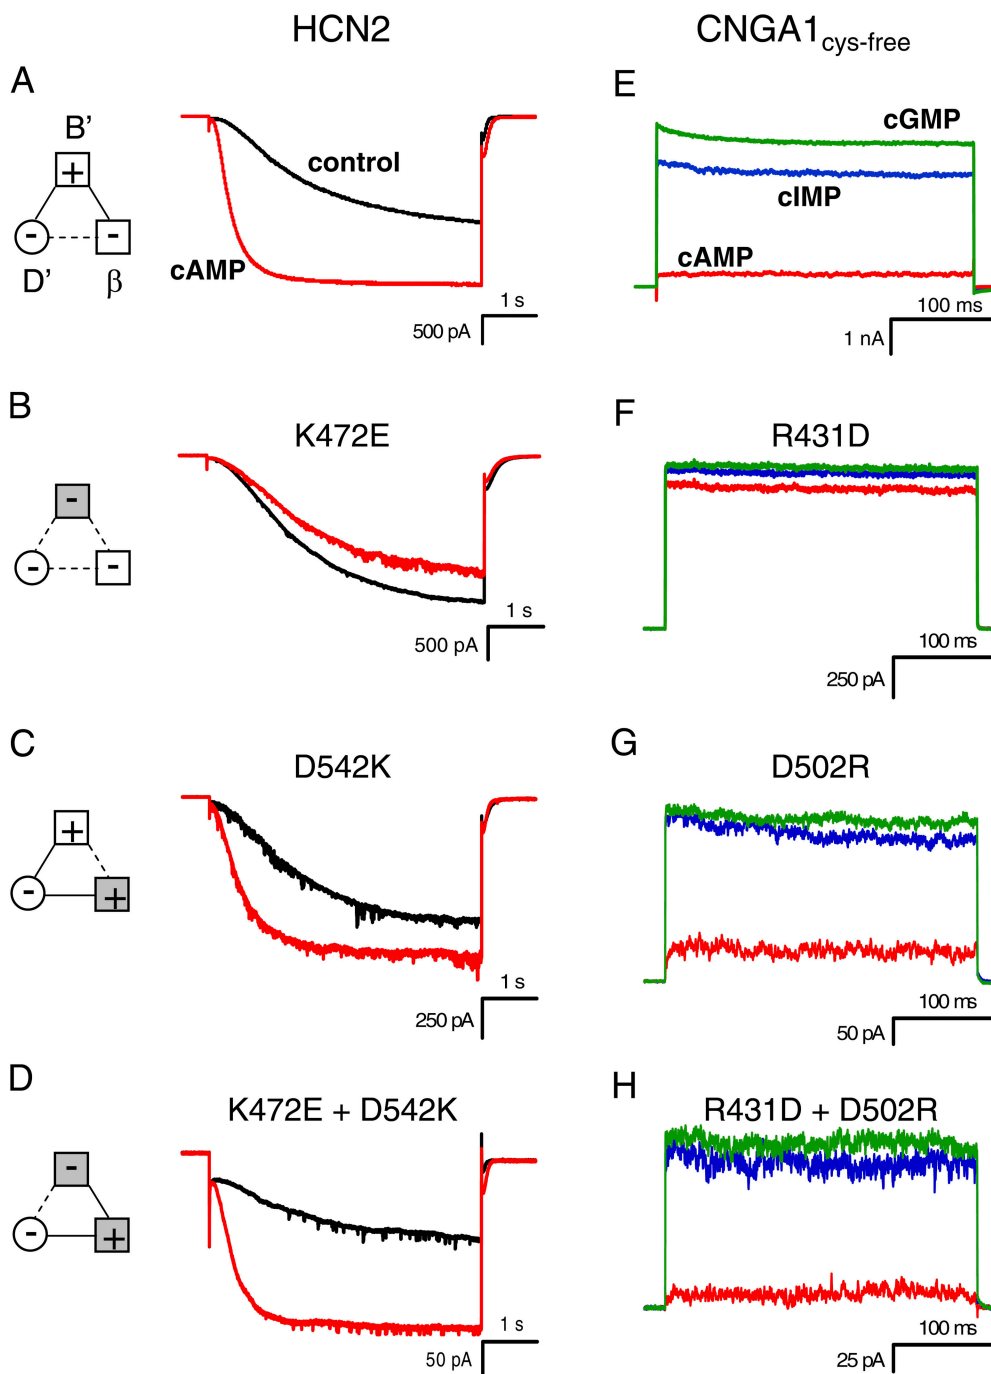 HCN2
CNGA1cys-free
A
B'
+
-
-
D'
β
control
cAMP
1 s
500 pA
E
cGMP
cIMP
cAMP
100 ms
1 nA
B
K472E
-
-
-
1 s
500 pA
F
R431D
100 ms
250 pA
C
D542K
+
-
+
1 s
250 pA
G
D502R
100 ms
50 pA
D
K472E + D542K
-
-
+
1 s
50 pA
H
R431D + D502R
100 ms
25 pA